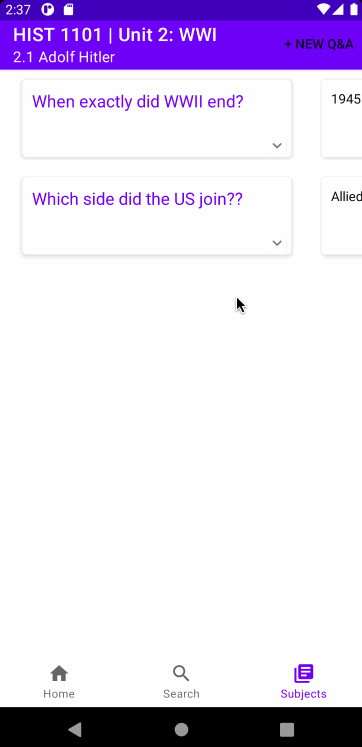 2:37
HIST 1101 | Unit 2: WWI
2.1 Adolf Hitler
+ NEW Q&A
When exactly did WWII end?
1945
Which side did the US join??
Allied
Home
Search
Subjects